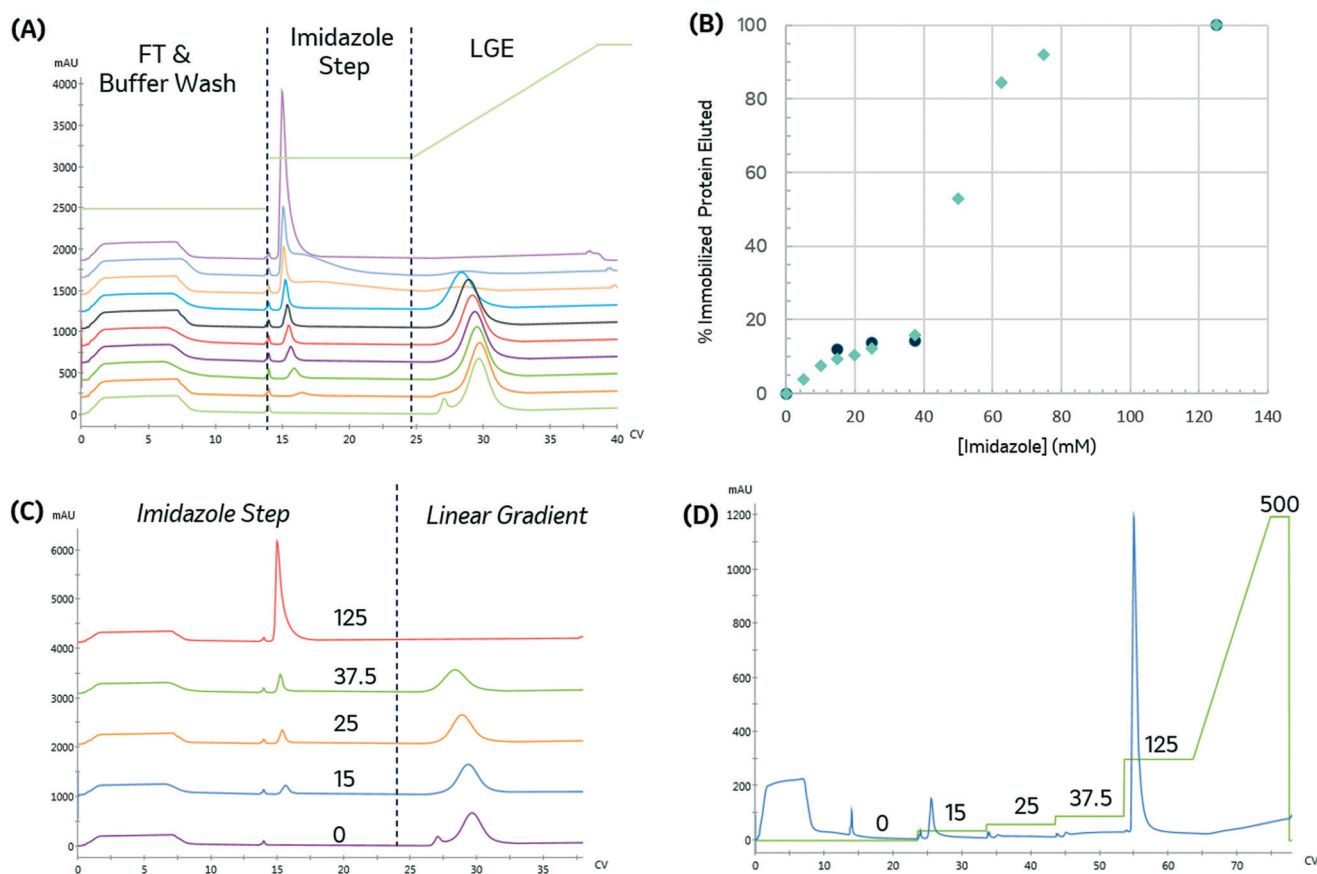 (A)
FT &
Buffer Wash
Imidazole
Step
LGE
mAU
4000
3500
3000
2500
2000
1500
1000
500
0
0 5 10 15 20 25 30 35 40 CV
(B)
% Immobilized Protein Eluted
100
80
60
40
20
0
0 20 40 60 80 100 120 140
[Imidazole] (mM)
(C)
mAU
Imidazole Step
Linear Gradient
6000
5000
4000
3000
2000
1000
0
125
37.5
25
15
0
0 5 10 15 20 25 30 35 CV
(D)
mAU
1200
1000
800
600
400
200
0
0
15
25
37.5
125
500
0 10 20 30 40 50 60 70 CV